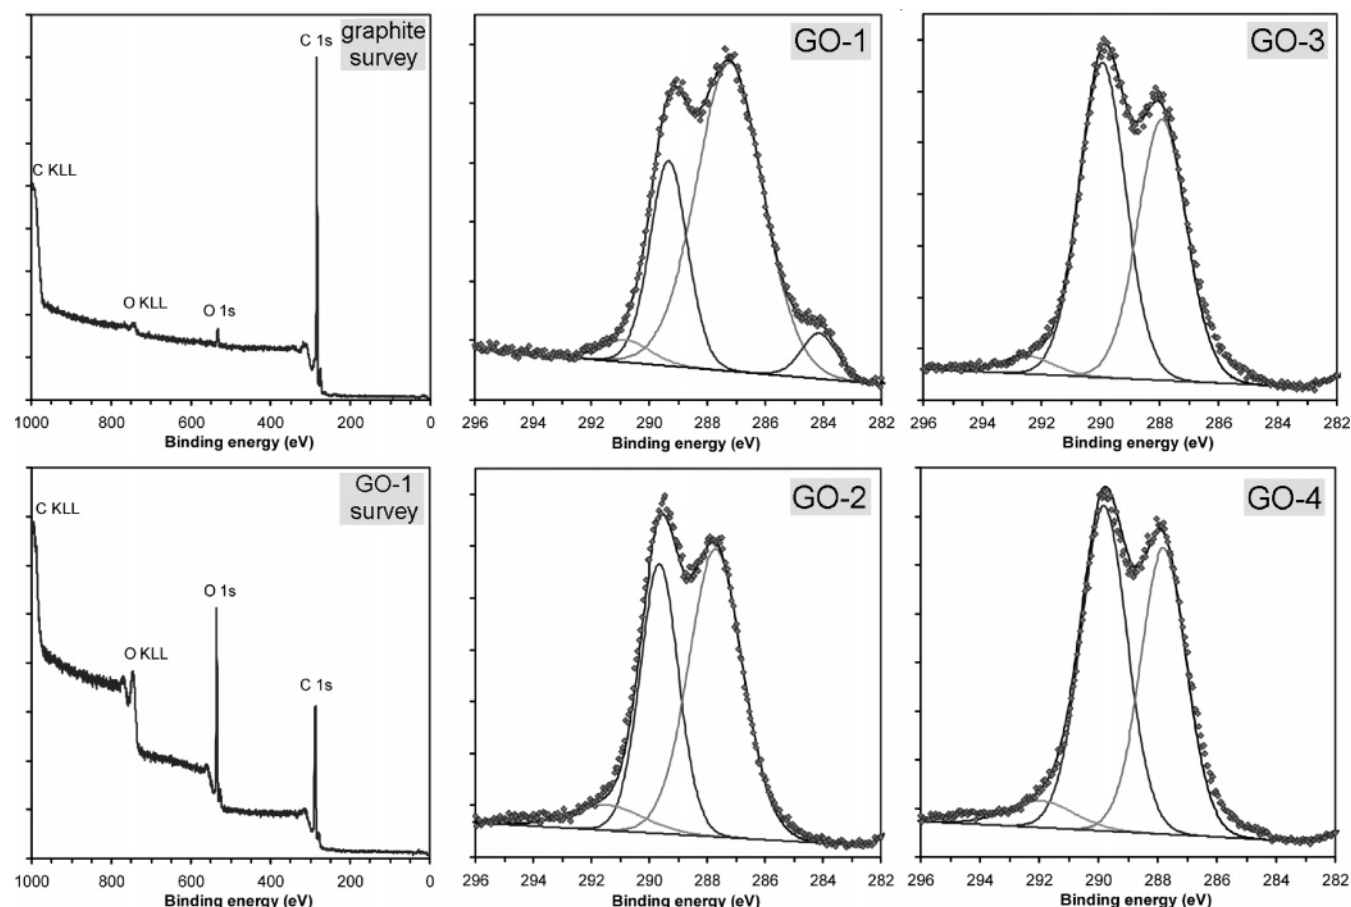 graphite
survey
C 1s
C KLL
O KLL
O 1s
1000 800 600 400 200 0
Binding energy (eV)
GO-1
296 294 292 290 288 286 284 282
Binding energy (eV)
GO-3
296 294 292 290 288 286 284 282
Binding energy (eV)
GO-1
survey
C KLL
O 1s
O KLL
C 1s
1000 800 600 400 200 0
Binding energy (eV)
GO-2
296 294 292 290 288 286 284 282
Binding energy (eV)
GO-4
296 294 292 290 288 286 284 282
Binding energy (eV)